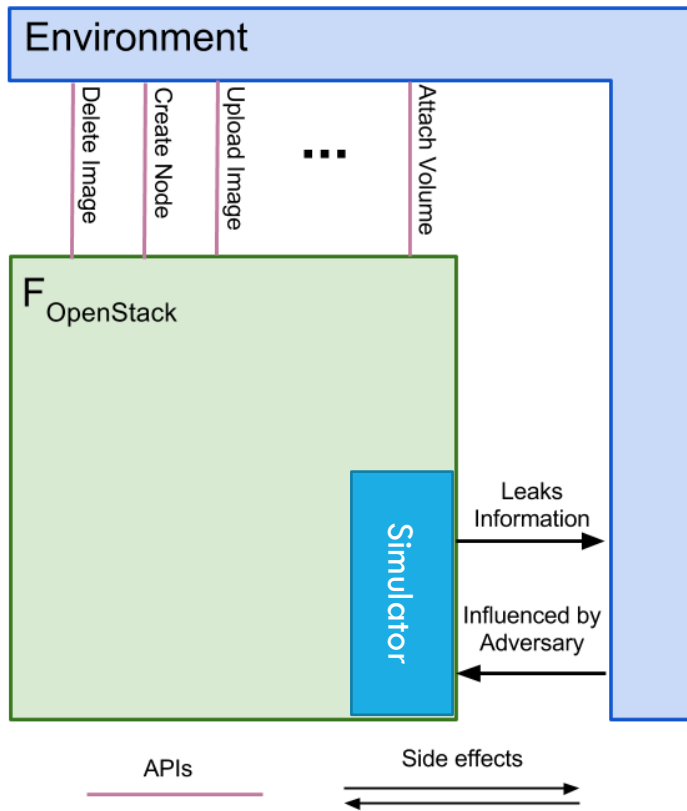 Environment
Delete Image
Create Node
Upload Image
...
Attach Volume
F
OpenStack
Simulator
Leaks
Information
Influenced by
Adversary
APIs
Side effects